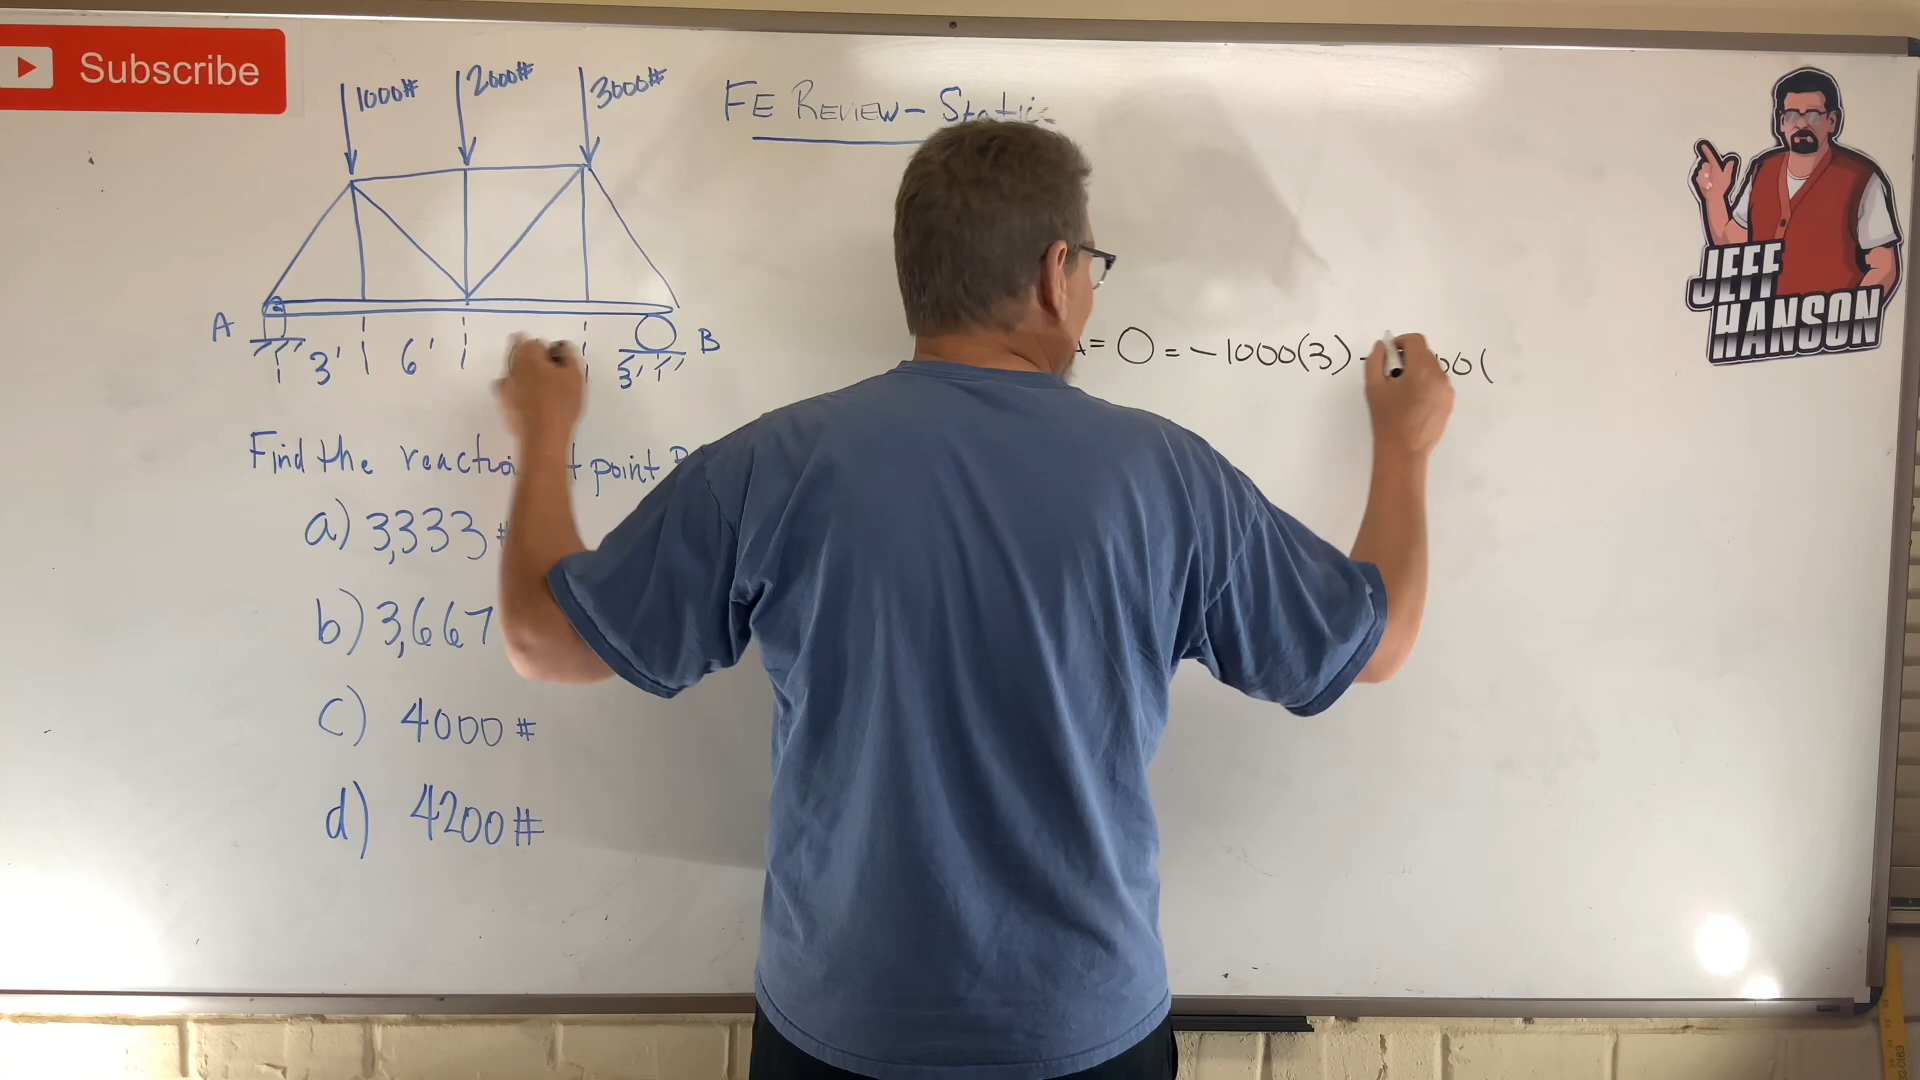 Subscribe
1000# 2000# 3000#
FE REVIEW - Statics
A B
3' 6' 3'
= 0 = -1000(3) -
Find the point
a) 3,333
b) 3,667
c) 4000#
d) 4200#
JEFF
HANSON